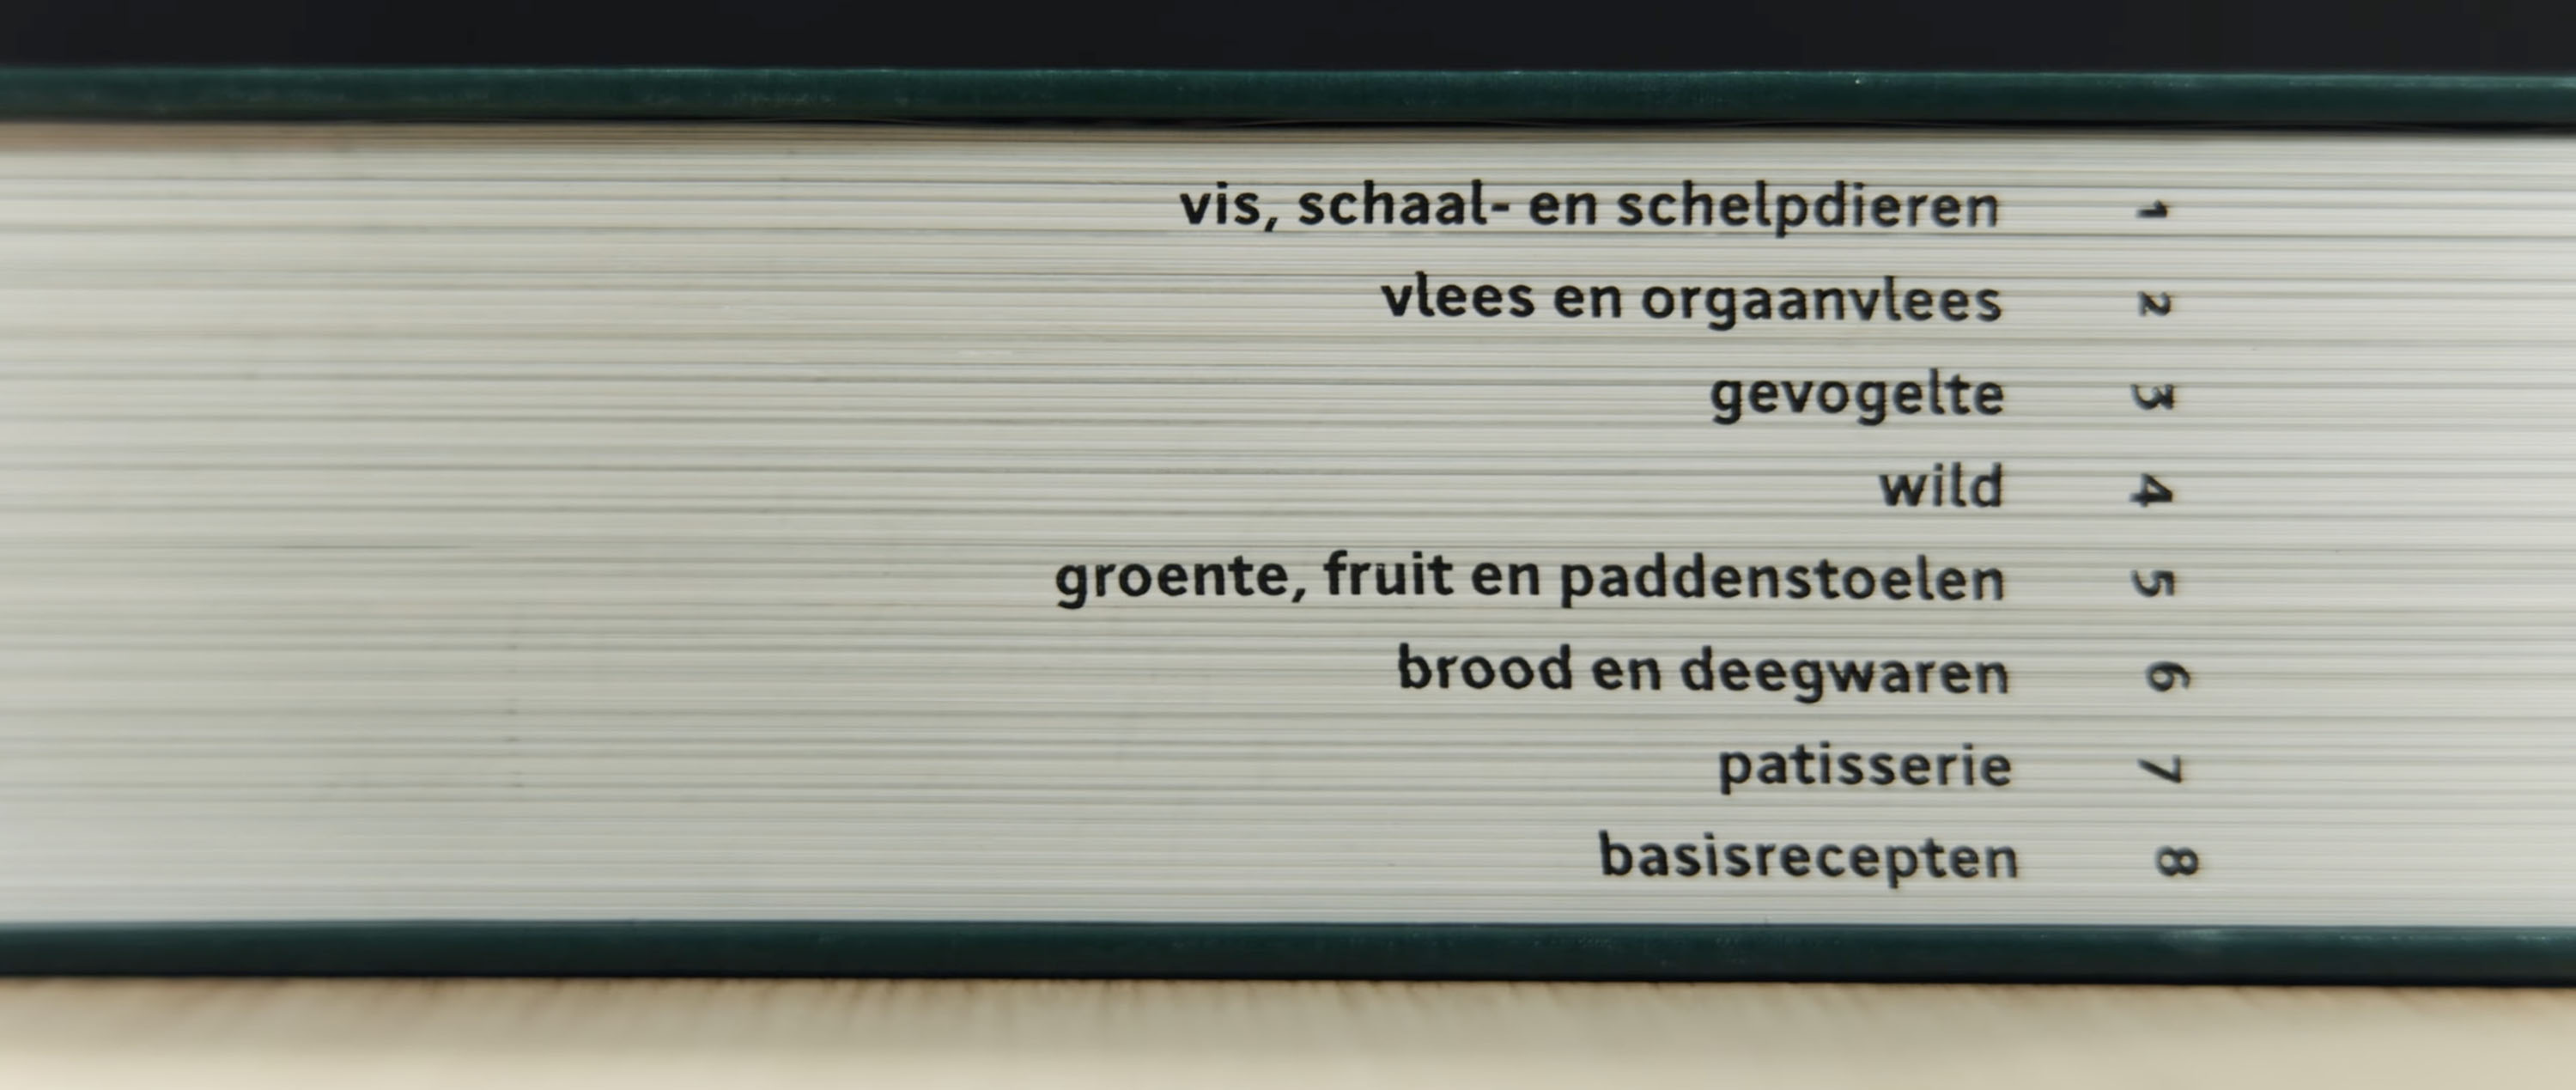 vis, schaal- en schelpdieren 1
vlees en orgaanvlees 2
gevogelte 3
wild 4
groente, fruit en paddenstoelen 5
brood en deegwaren 6
patisserie 7
basisrecepten 8